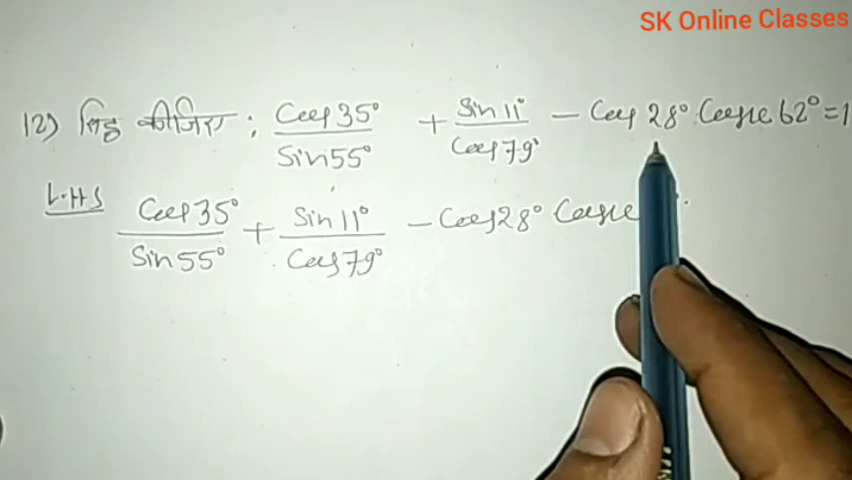 SK Online Classes
12) सिद्ध कीजिए : Cos 35° / Sin 55° + Sin 11° / Cos 79° - Cos 28° Cosec 62° = 1
L.H.S
Cos 35° / Sin 55° + Sin 11° / Cos 79° - Cos 28° Cosec